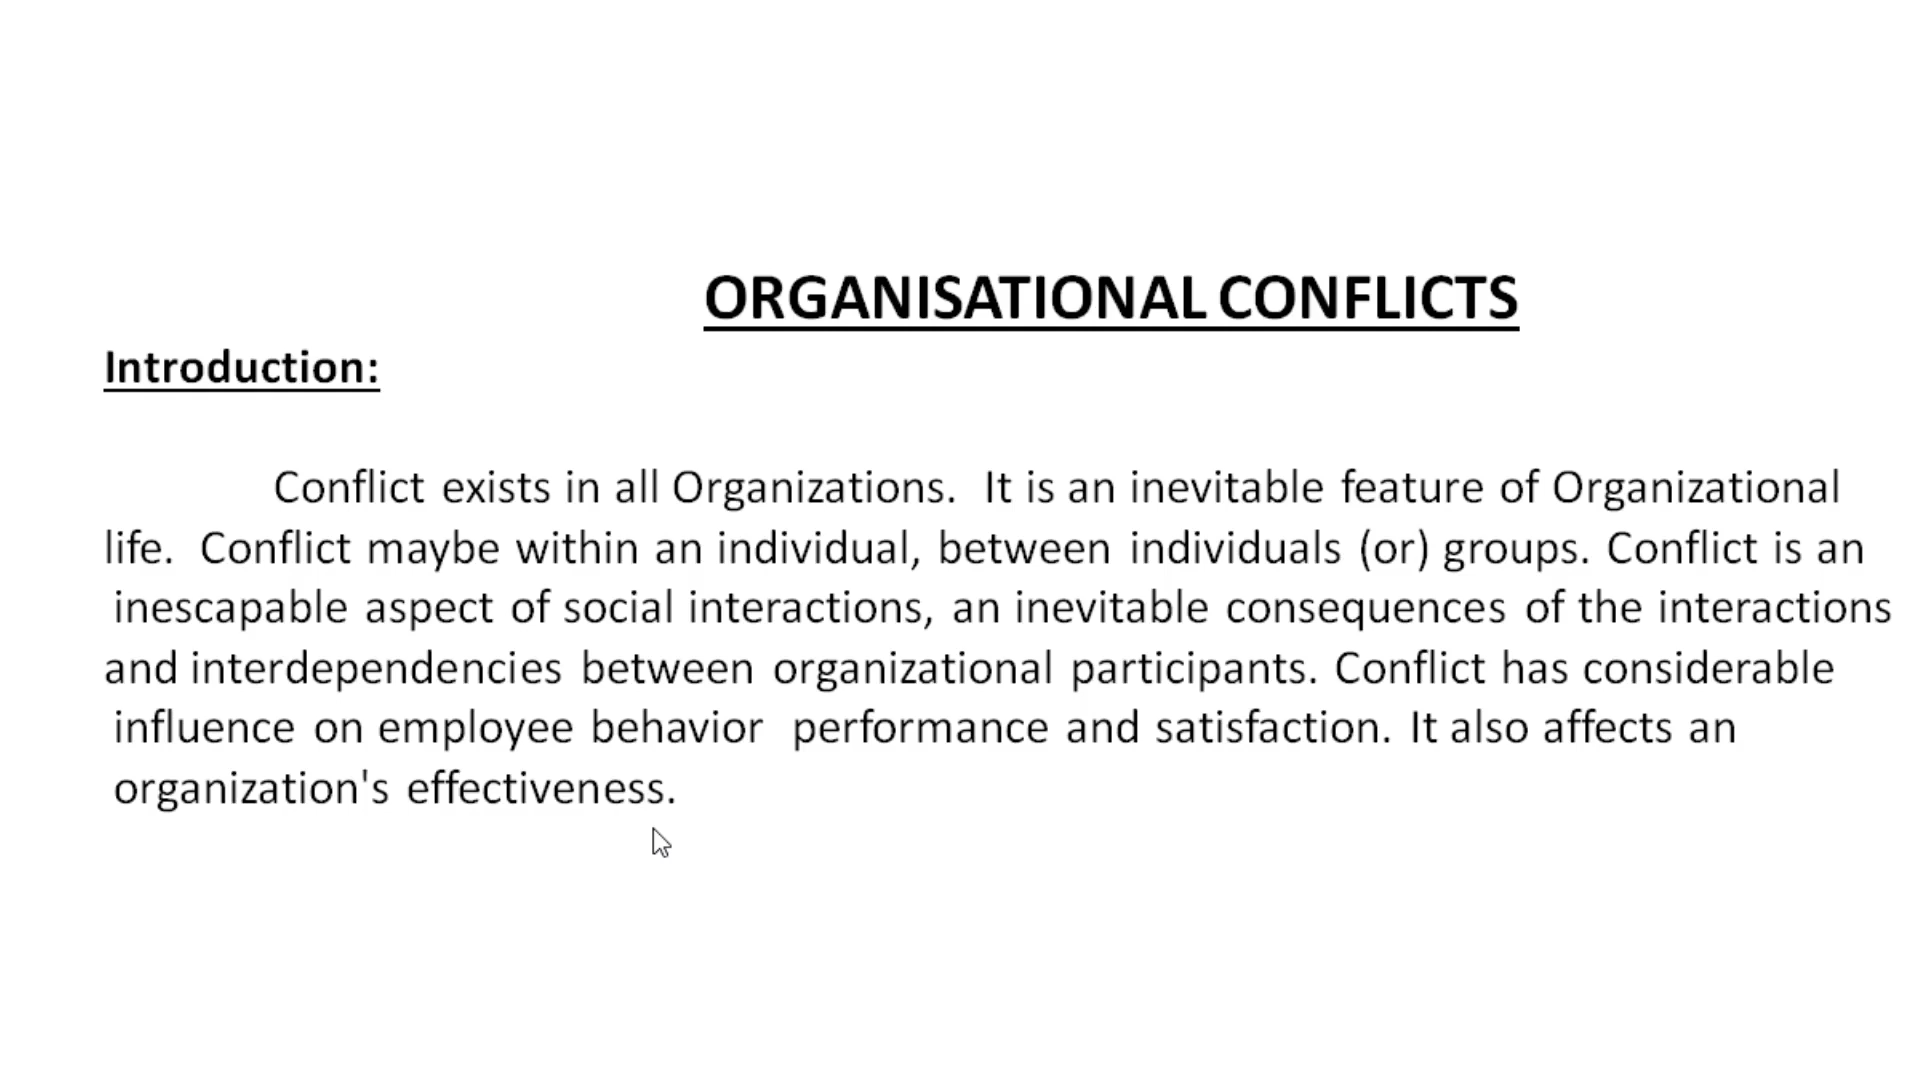 ORGANISATIONAL CONFLICTS
Introduction:
Conflict exists in all Organizations. It is an inevitable feature of Organizational
life. Conflict maybe within an individual, between individuals (or) groups. Conflict is an
inescapable aspect of social interactions, an inevitable consequences of the interactions
and interdependencies between organizational participants. Conflict has considerable
influence on employee behavior performance and satisfaction. It also affects an
organization's effectiveness.